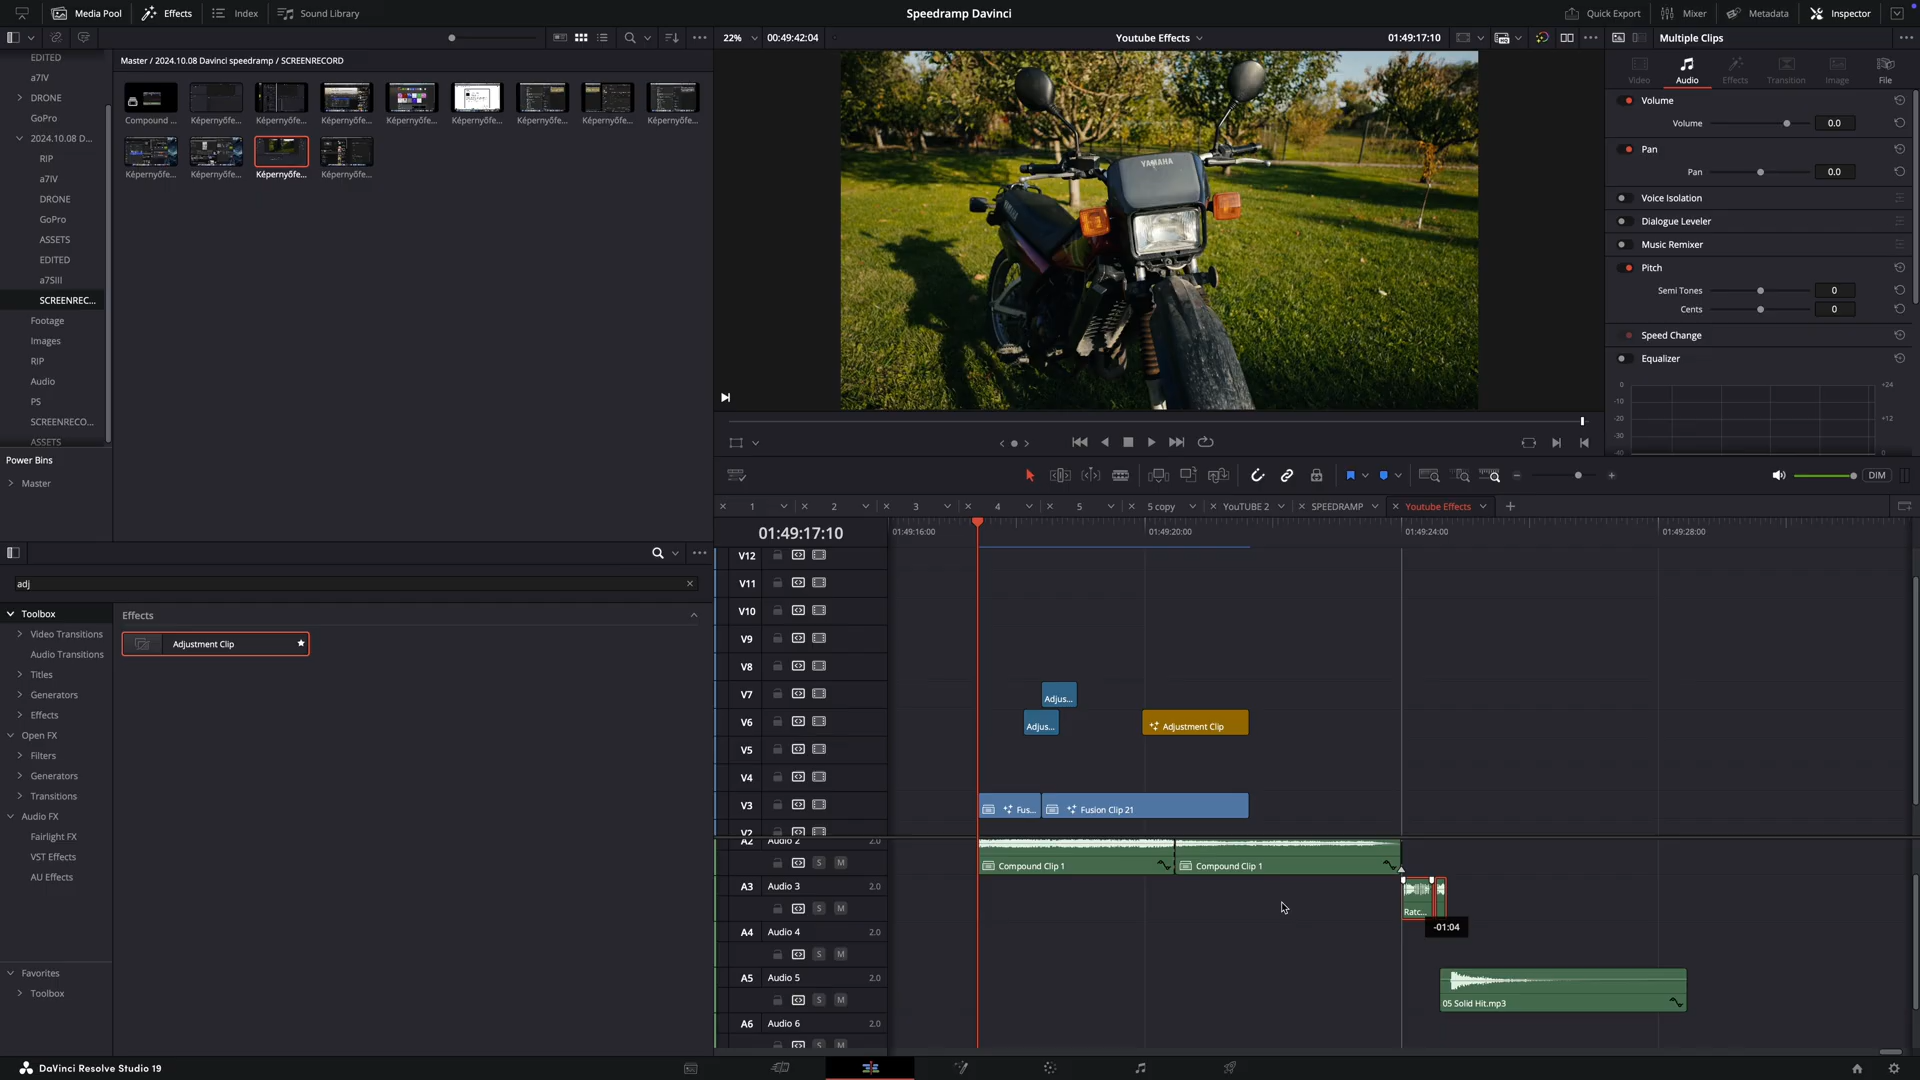 Media Pool Effects Index Sound Library
Speedramp Davinci
Quick Export Mixer Metadata Inspector
22% 00:49:42:04 Youtube Effects 01:49:17:10
Multiple Clips
Master / 2024.10.08 Davinci speedramp / SCREENRECORD
Video Audio Effects Transition Image File
EDITED
a7IV
DRONE
GoPro
2024.10.08 D...
RIP
a7IV
DRONE
GoPro
ASSETS
EDITED
a7SIII
SCREENREC...
Footage
Images
RIP
Audio
PS
SCREENRECO...
ASSETS
Power Bins
Master
Compound ... Képernyőfe... Képernyőfe... Képernyőfe... Képernyőfe... Képernyőfe... Képernyőfe... Képernyőfe... Képernyőfe...
Képernyőfe... Képernyőfe... Képernyőfe... Képernyőfe...
YAMAHA
Volume
Volume 0.0
Pan
Pan 0.0
Voice Isolation
Dialogue Leveler
Music Remixer
Pitch
Semi Tones 0
Cents 0
Speed Change
Equalizer
0 +24
-10
-20 +12
-30
-40 0
DIM
1 2 3 4 5 5 copy YouTUBE 2 SPEEDRAMP Youtube Effects
01:49:17:10
01:49:16:00 01:49:20:00 01:49:24:00 01:49:28:00
adj
Toolbox
Video Transitions
Audio Transitions
Titles
Generators
Effects
Open FX
Filters
Generators
Transitions
Audio FX
Fairlight FX
VST Effects
AU Effects
Favorites
Toolbox
Effects
Adjustment Clip
V12
V11
V10
V9
V8
V7 Adjus...
V6 Adjus... Adjustment Clip
V5
V4
V3 Fus... Fusion Clip 21
V2
A2 Audio 2 2.0
S M Compound Clip 1 Compound Clip 1
A3 Audio 3 2.0
S M Ratc...
-01:04
A4 Audio 4 2.0
S M
A5 Audio 5 2.0
S M 05 Solid Hit.mp3
A6 Audio 6 2.0
DaVinci Resolve Studio 19